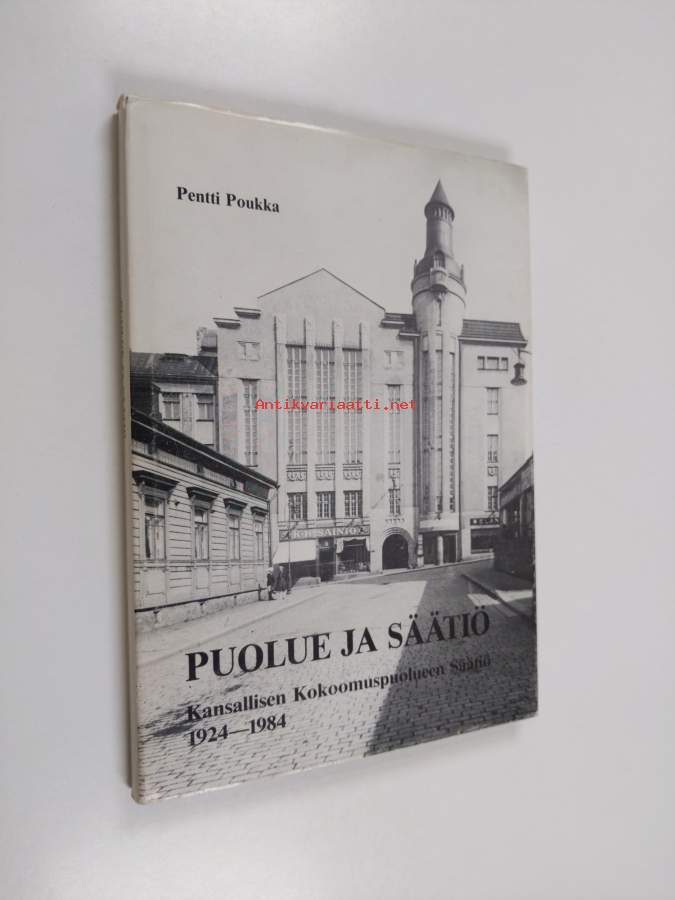 Pentti Poukka
Antikvariaatti.net
PUOLUE JA SÄÄTIÖ
Kansallisen Kokoomuspuolueen Säätiö
1924—1984